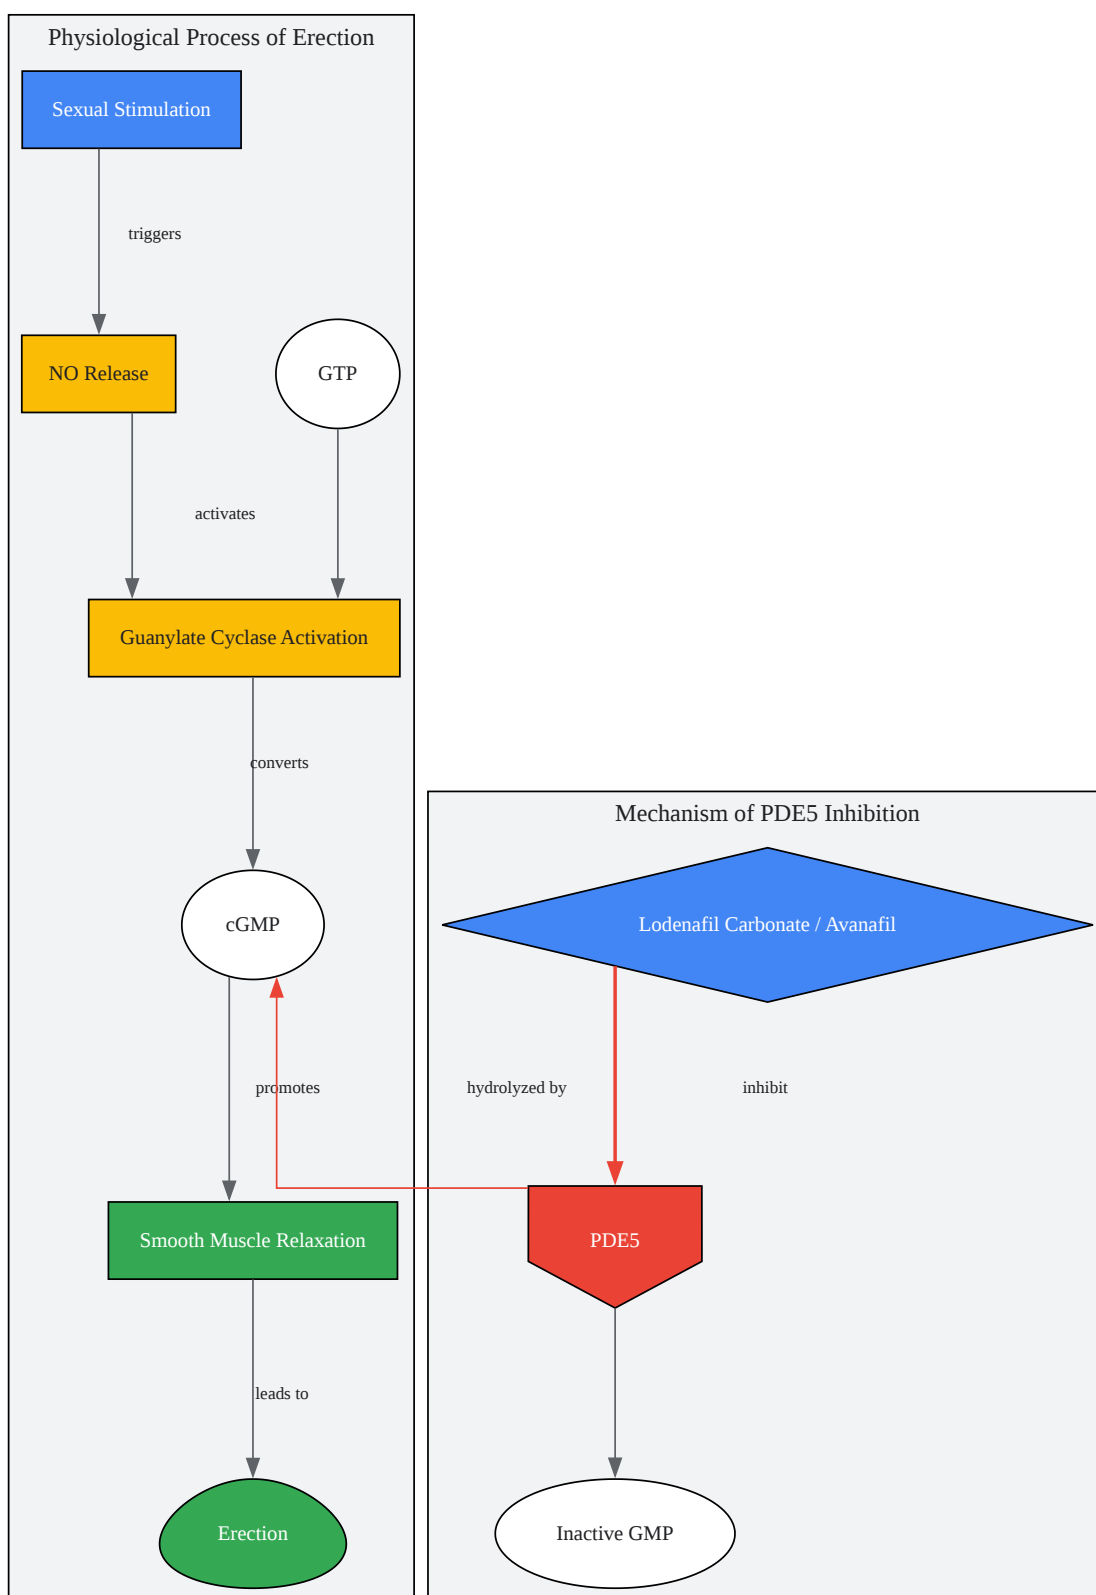 Physiological Process of Erection
Sexual Stimulation
triggers
NO Release
GTP
activates
Guanylate Cyclase Activation
converts
cGMP
promotes
Smooth Muscle Relaxation
leads to
Erection
Mechanism of PDE5 Inhibition
Lodenafil Carbonate / Avanafil
hydrolyzed by
inhibit
PDE5
Inactive GMP